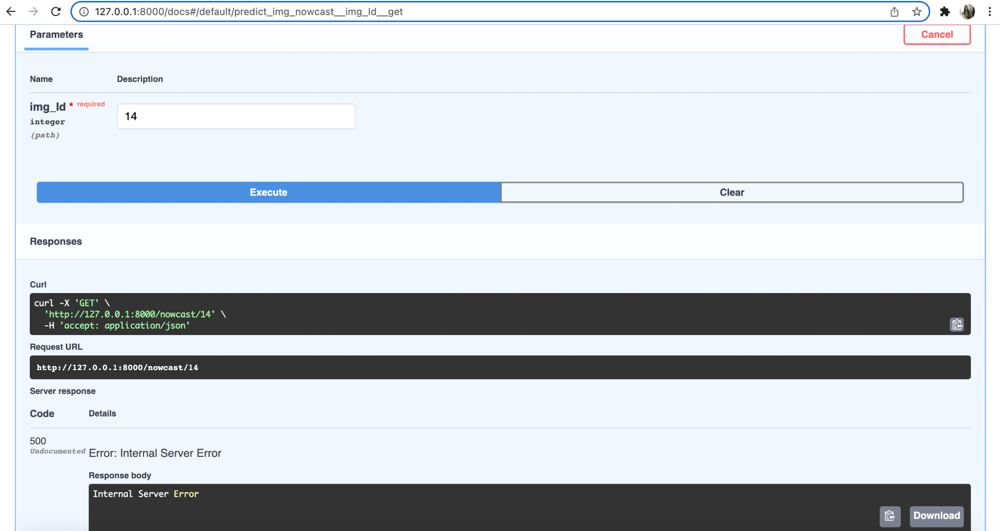 127.0.0.1:8000/docs#/default/predict_img_nowcast__img_Id__get
Parameters
Cancel
Name Description
img_Id * required
integer
(path)
14
Execute Clear
Responses
Curl
curl -X 'GET' \
'http://127.0.0.1:8000/nowcast/14' \
-H 'accept: application/json'
Request URL
http://127.0.0.1:8000/nowcast/14
Server response
Code Details
500
Undocumented
Error: Internal Server Error
Response body
Internal Server Error
Download